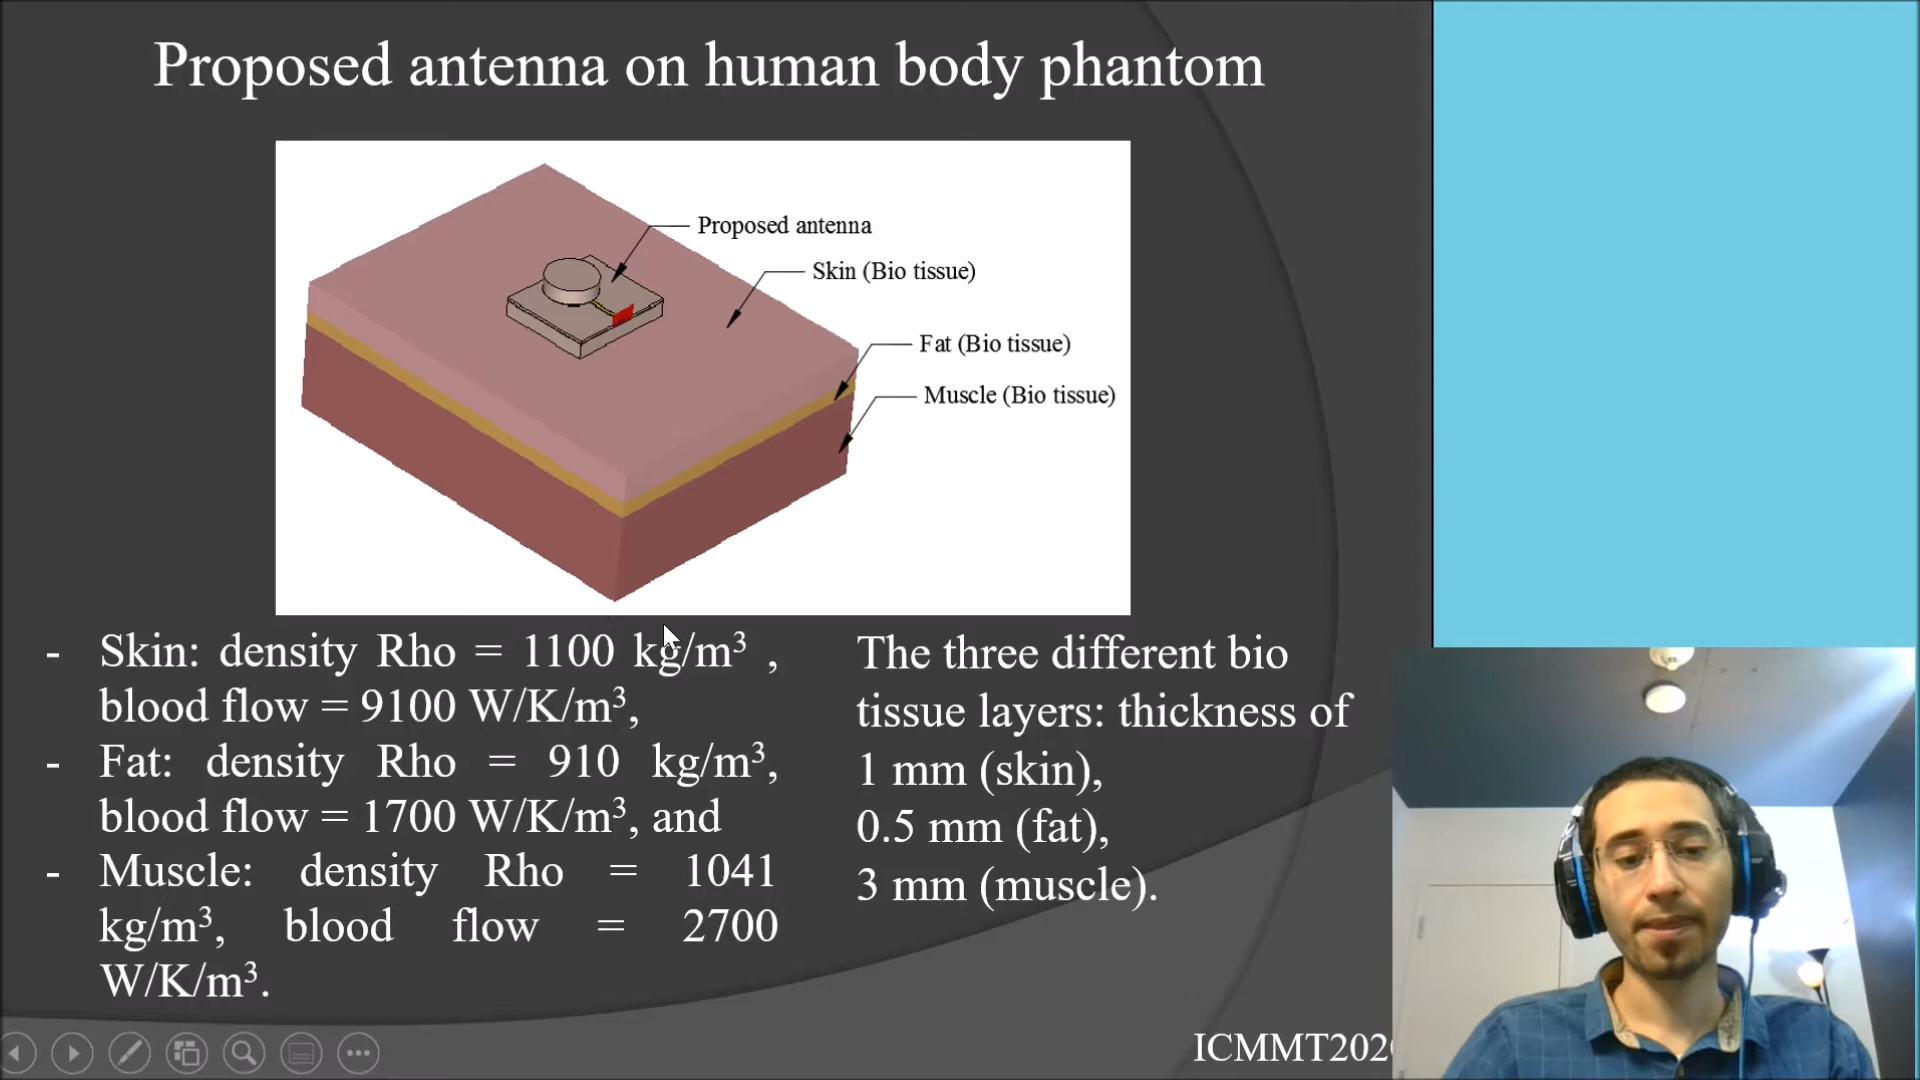 Proposed antenna on human body phantom
Proposed antenna
Skin (Bio tissue)
Fat (Bio tissue)
Muscle (Bio tissue)
- Skin: density Rho = 1100 kg/m³ ,
blood flow = 9100 W/K/m³,
- Fat: density Rho = 910 kg/m³,
blood flow = 1700 W/K/m³, and
- Muscle: density Rho = 1041
kg/m³, blood flow = 2700
W/K/m³.
The three different bio
tissue layers: thickness of
1 mm (skin),
0.5 mm (fat),
3 mm (muscle).
ICMMT202